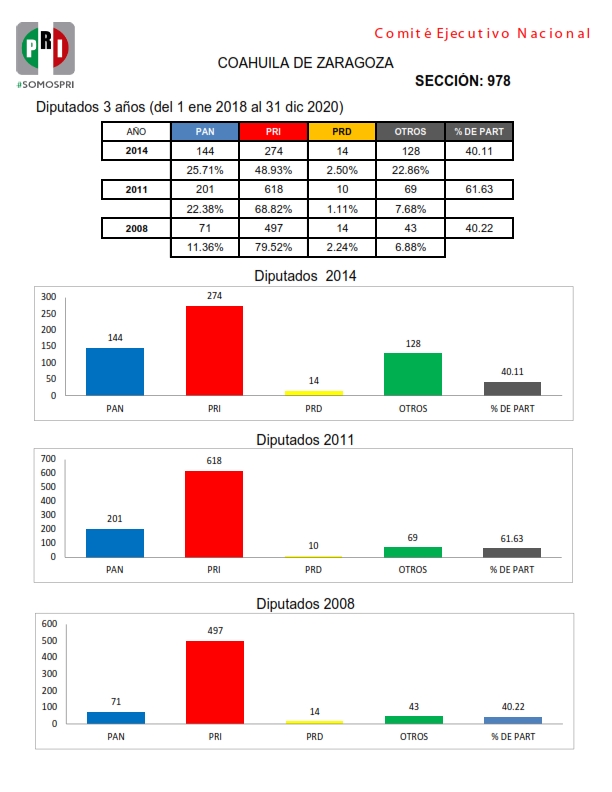 Comité Ejecutivo Nacional
PRI
#SOMOSPRI
COAHUILA DE ZARAGOZA
SECCIÓN: 978
Diputados 3 años (del 1 ene 2018 al 31 dic 2020)
AÑO PAN PRI PRD OTROS % DE PART
2014 144 274 14 128 40.11
25.71% 48.93% 2.50% 22.86%
2011 201 618 10 69 61.63
22.38% 68.82% 1.11% 7.68%
2008 71 497 14 43 40.22
11.36% 79.52% 2.24% 6.88%
Diputados 2014
300
250
200
150
100
50
0
144
274
14
128
40.11
PAN PRI PRD OTROS % DE PART
Diputados 2011
700
600
500
400
300
200
100
0
201
618
10
69
61.63
PAN PRI PRD OTROS % DE PART
Diputados 2008
600
500
400
300
200
100
0
71
497
14
43
40.22
PAN PRI PRD OTROS % DE PART